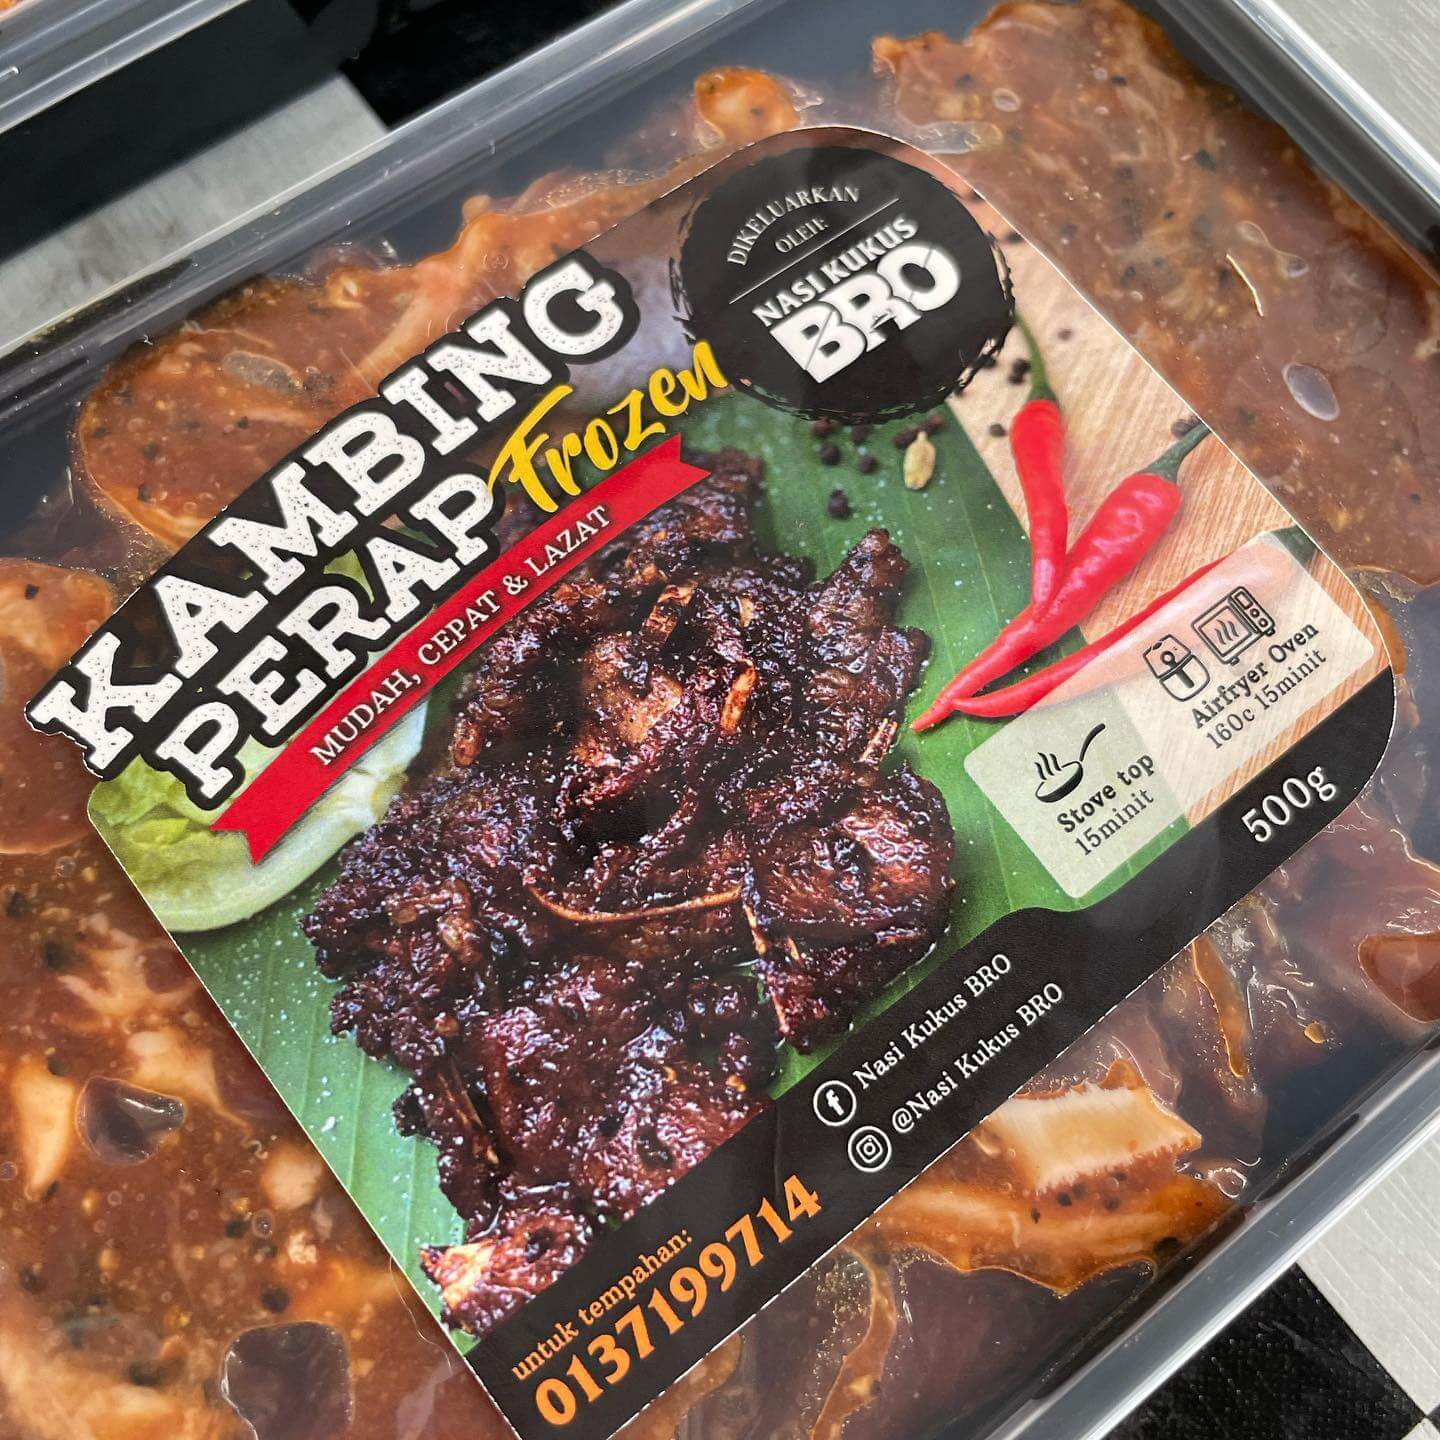 DIKELUARKAN
OLEH:
NASI KUKUS
BRO
KAMBING
PERAP Frozen
MUDAH, CEPAT & LAZAT
Airfryer Oven
160c 15minit
Stove top
15minit
500g
Nasi Kukus BRO
@Nasi Kukus BRO
untuk tempahan:
0137199714